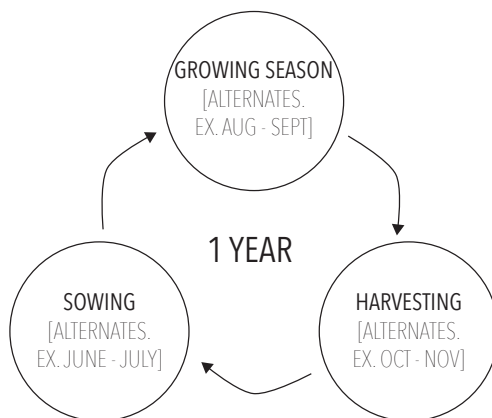 GROWING SEASON
[ALTERNATES.
EX. AUG - SEPT]
1 YEAR
SOWING
[ALTERNATES.
EX. JUNE - JULY]
HARVESTING
[ALTERNATES.
EX. OCT - NOV]